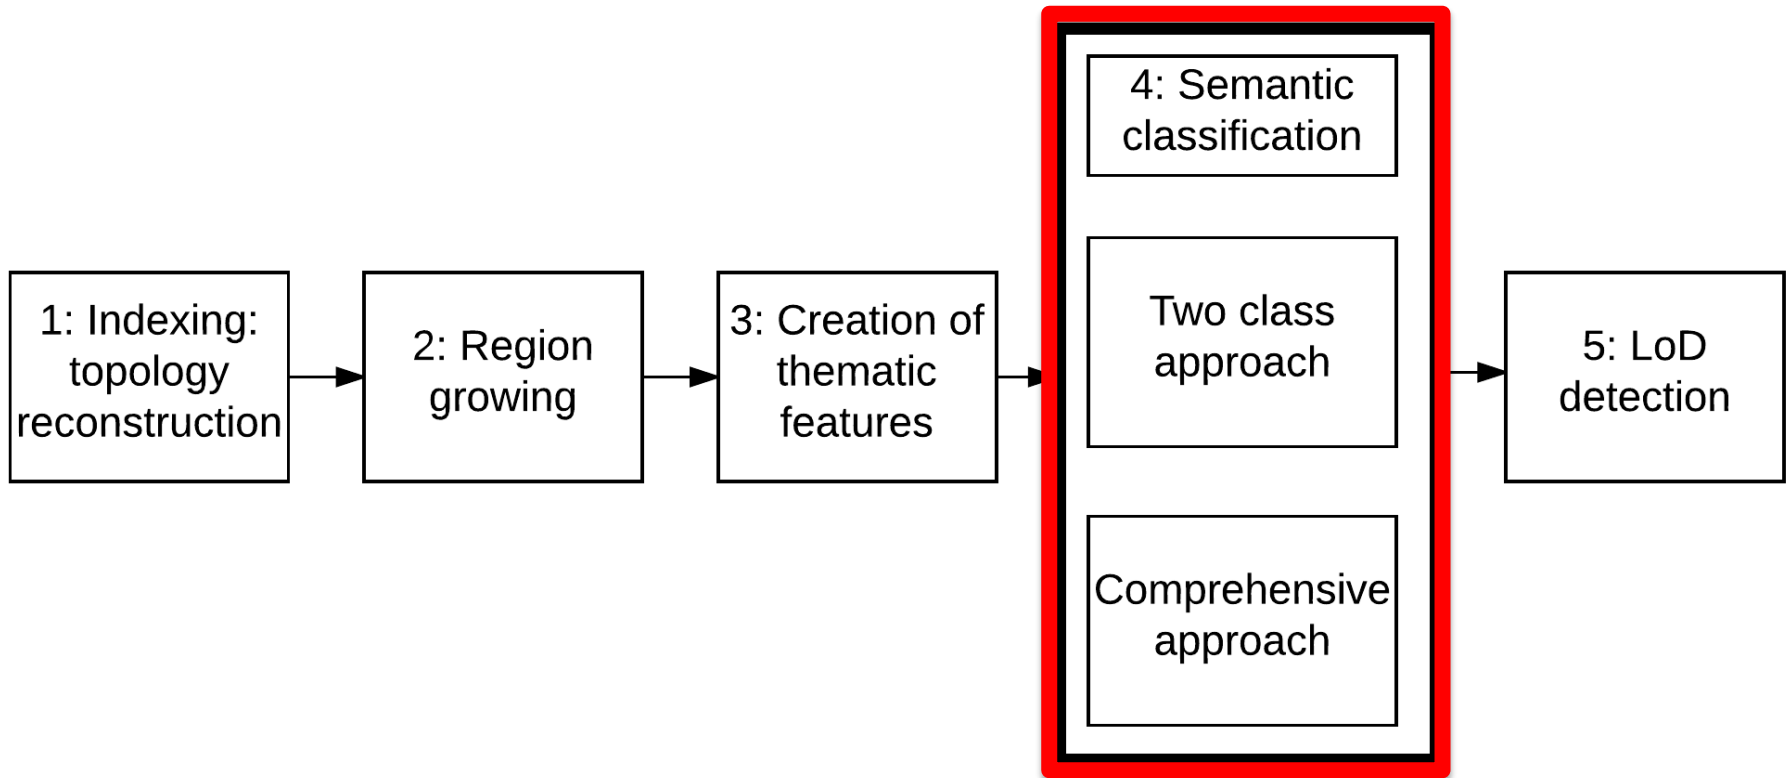 1: Indexing:
topology
reconstruction
2: Region
growing
3: Creation of
thematic
features
4: Semantic
classification
Two class
approach
Comprehensive
approach
5: LoD
detection